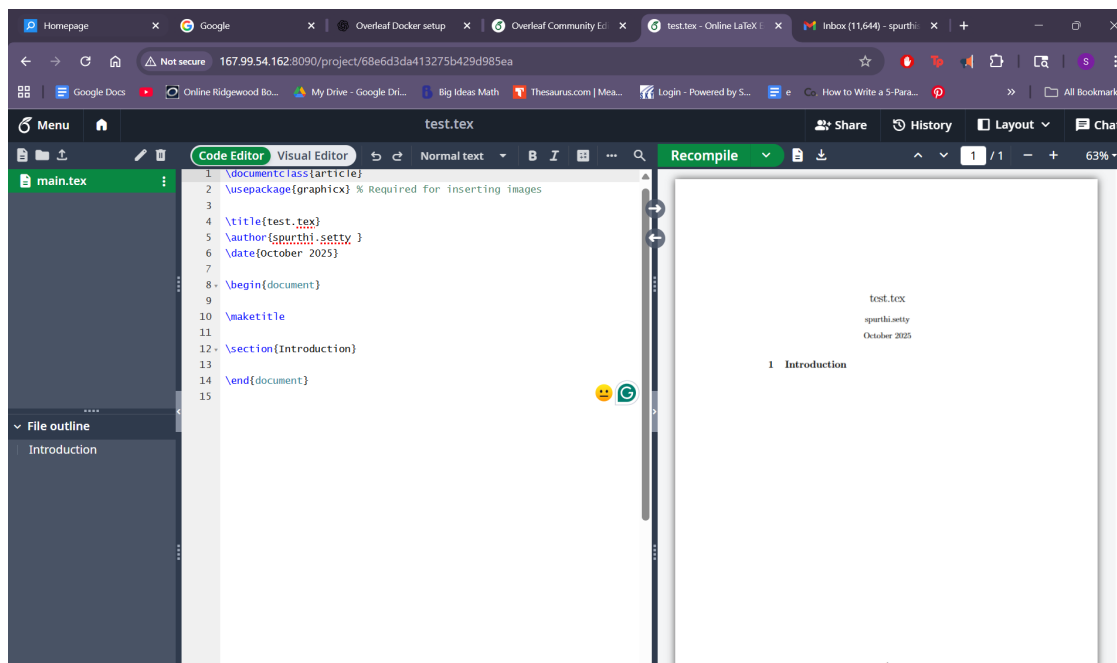 Homepage
Google
Overleaf Docker setup
Overleaf Community Edi
test.tex - Online LaTeX E
Inbox (11,644) - spurthi
Not secure 167.99.54.162:8090/project/68e6d3da413275b429d985ea
Google Docs
Online Ridgewood Bo...
My Drive - Google Dri...
Big Ideas Math
Thesaurus.com | Mea...
Login - Powered by S...
e
How to Write a 5-Para...
»
All Bookmark
Menu
test.tex
Share
History
Layout
Cha
Code Editor
Visual Editor
Normal text
B I
Recompile
1 / 1
63%
main.tex
1 \documentclass{article}
2 \usepackage{graphicx} % Required for inserting images
3
4 \title{test.tex}
5 \author{spurthi.setty }
6 \date{October 2025}
7
8 \begin{document}
9
10 \maketitle
11
12 \section{Introduction}
13
14 \end{document}
15
File outline
Introduction
test.tex
spurthi.setty
October 2025
1 Introduction